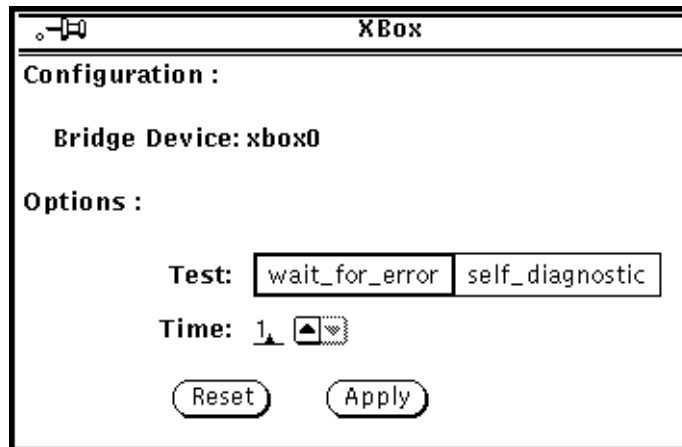 XBox
Configuration :
Bridge Device: xbox0
Options :
Test: wait_for_error self_diagnostic
Time: 1
Reset Apply